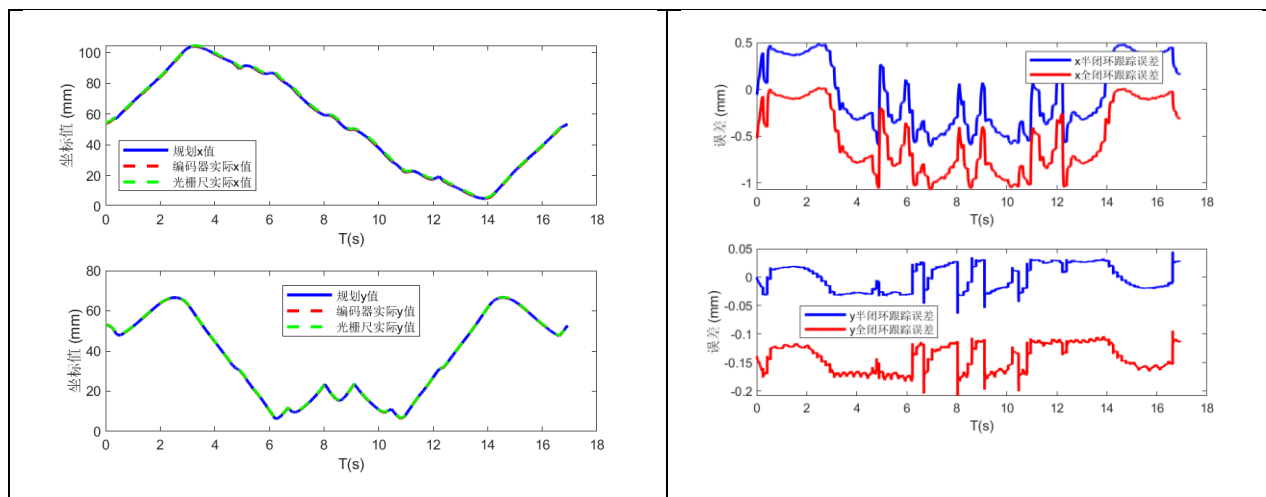 100
80
60
40
20
0
坐标值 (mm)
规划x值
编码器实际x值
光栅尺实际x值
0 2 4 6 8 10 12 14 16 18
T(s)
80
60
40
20
0
坐标值 (mm)
规划y值
编码器实际y值
光栅尺实际y值
0 2 4 6 8 10 12 14 16 18
T(s)
0.5
0
-0.5
-1
误差 (mm)
x半闭环跟踪误差
x全闭环跟踪误差
0 2 4 6 8 10 12 14 16 18
T(s)
0.05
0
-0.05
-0.1
-0.15
-0.2
误差 (mm)
y半闭环跟踪误差
y全闭环跟踪误差
0 2 4 6 8 10 12 14 16 18
T(s)